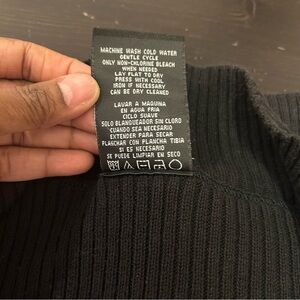 MACHINE WASH COLD WATER
GENTLE CYCLE
ONLY NON-CHLORINE BLEACH
WHEN NEEDED
LAY FLAT TO DRY
PRESS WITH COOL
IRON IF NECESSARY
CAN BE DRY CLEANED
LAVAR A MAQUINA
EN AGUA FRIA
CICLO SUAVE
SOLO BLANQUEADOR SIN CLORO
CUANDO SEA NECESARIO
EXTENDER PARA SECAR
PLANCHAR CON PLANCHA TIBIA
SI ES NECESARIO
SE PUEDE LIMPIAR EN SECO